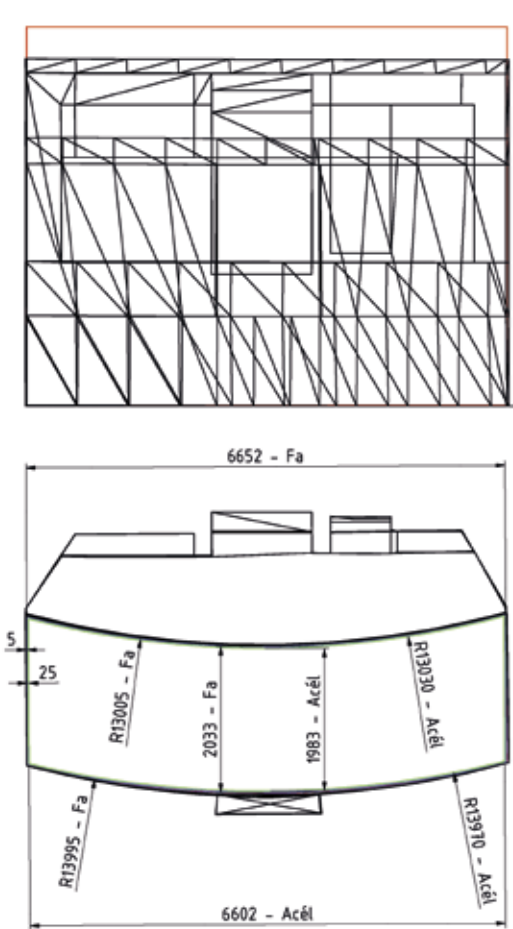 6652 - Fa
5
25
R13005 - Fa
2033 - Fa
1983 - Acél
R13030 - Acél
R13995 - Fa
R13970 - Acél
6602 - Acél